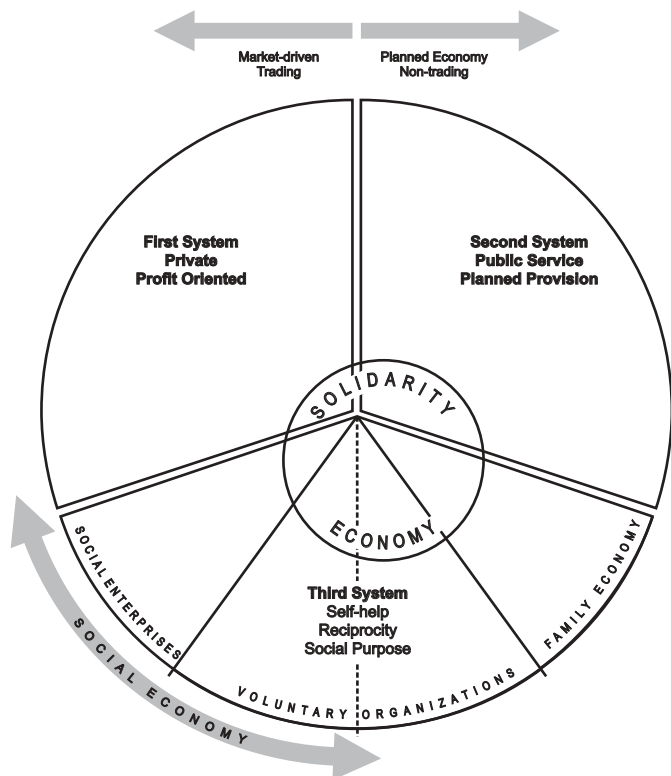 Market-driven
Trading
Planned Economy
Non-trading
First System
Private
Profit Oriented
Second System
Public Service
Planned Provision
SOLIDARITY
ECONOMY
Third System
Self-help
Reciprocity
Social Purpose
SOCIAL ENTERPRISES
VOLUNTARY ORGANIZATIONS
FAMILY ECONOMY
SOCIAL ECONOMY